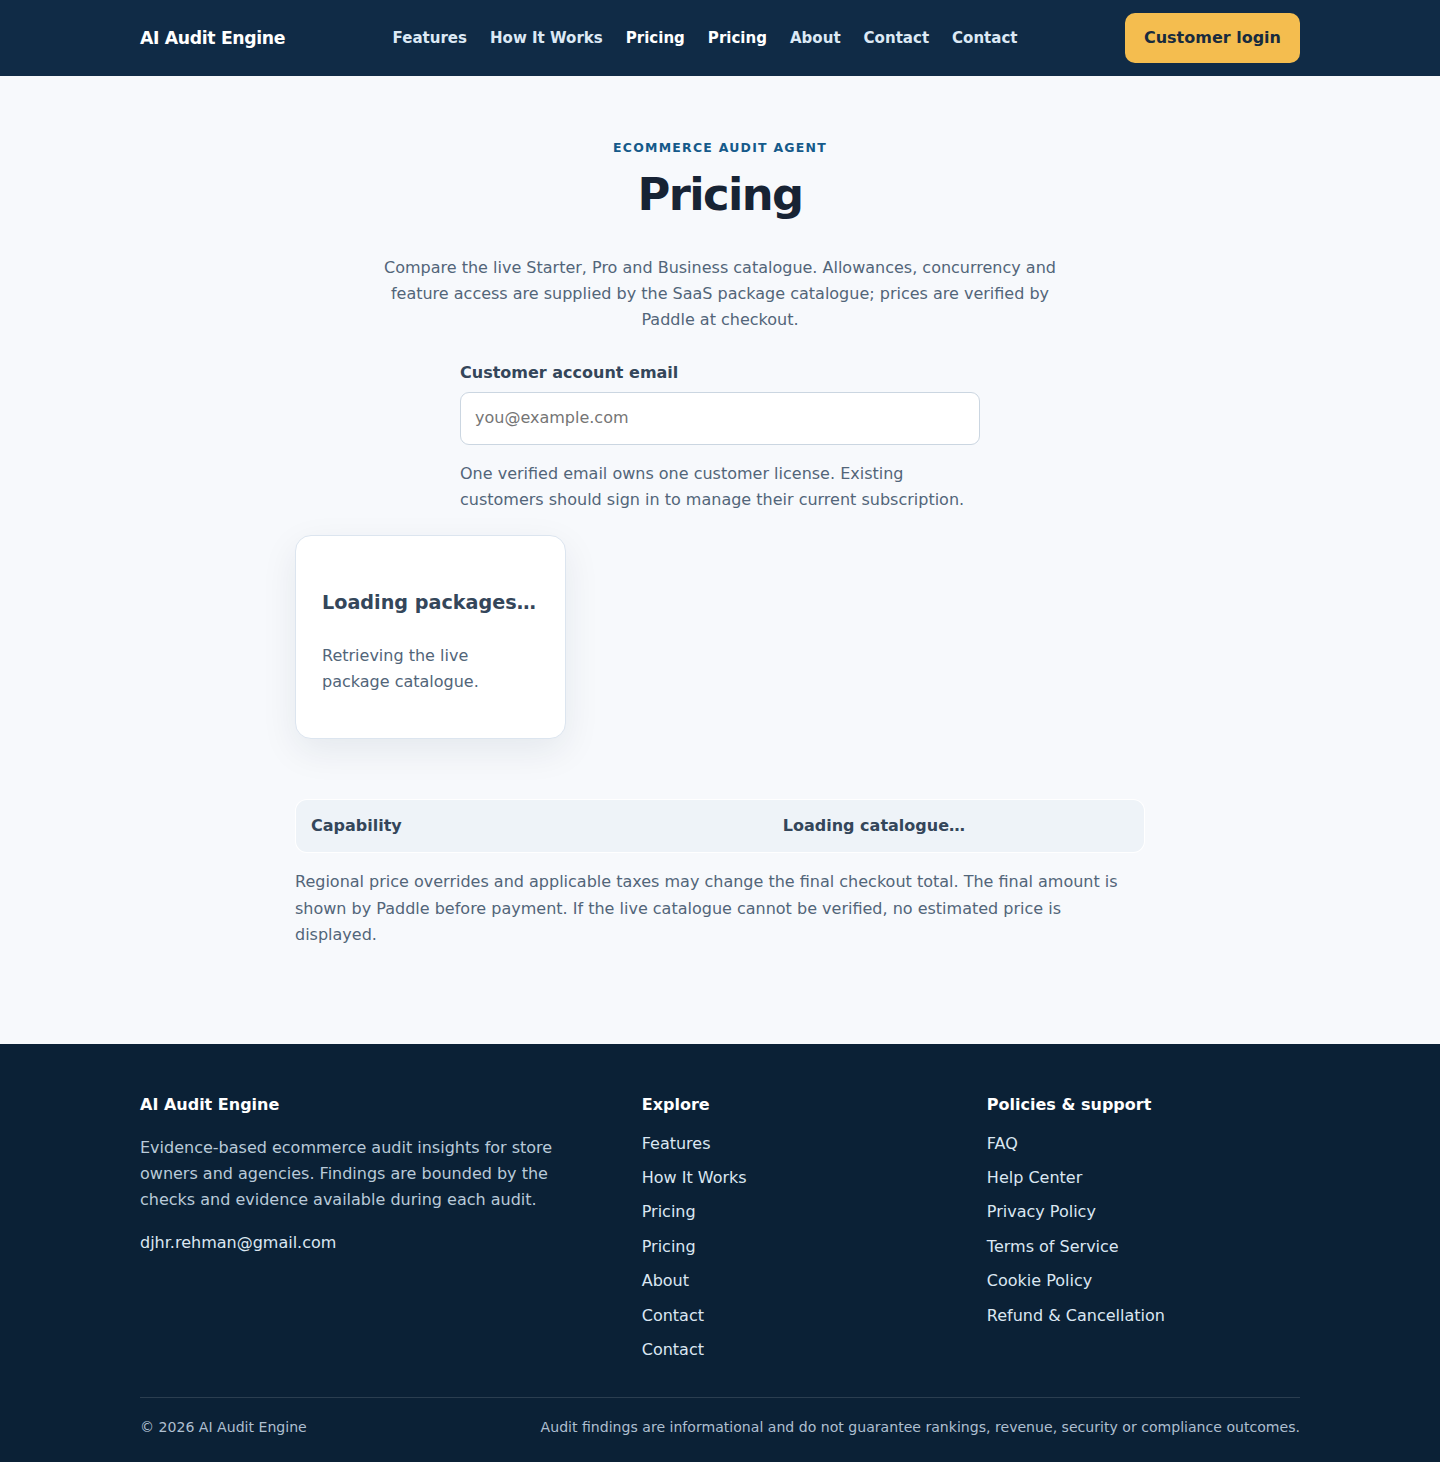 AI Audit Engine
Features
How It Works
Pricing
Pricing
About
Contact
Contact
Customer login
ECOMMERCE AUDIT AGENT
Pricing
Compare the live Starter, Pro and Business catalogue. Allowances, concurrency and
feature access are supplied by the SaaS package catalogue; prices are verified by
Paddle at checkout.
Customer account email
you@example.com
One verified email owns one customer license. Existing
customers should sign in to manage their current subscription.
Loading packages…
Retrieving the live
package catalogue.
Capability
Loading catalogue…
Regional price overrides and applicable taxes may change the final checkout total. The final amount is
shown by Paddle before payment. If the live catalogue cannot be verified, no estimated price is
displayed.
AI Audit Engine
Evidence-based ecommerce audit insights for store
owners and agencies. Findings are bounded by the
checks and evidence available during each audit.
djhr.rehman@gmail.com
Explore
Features
How It Works
Pricing
Pricing
About
Contact
Contact
Policies & support
FAQ
Help Center
Privacy Policy
Terms of Service
Cookie Policy
Refund & Cancellation
© 2026 AI Audit Engine
Audit findings are informational and do not guarantee rankings, revenue, security or compliance outcomes.